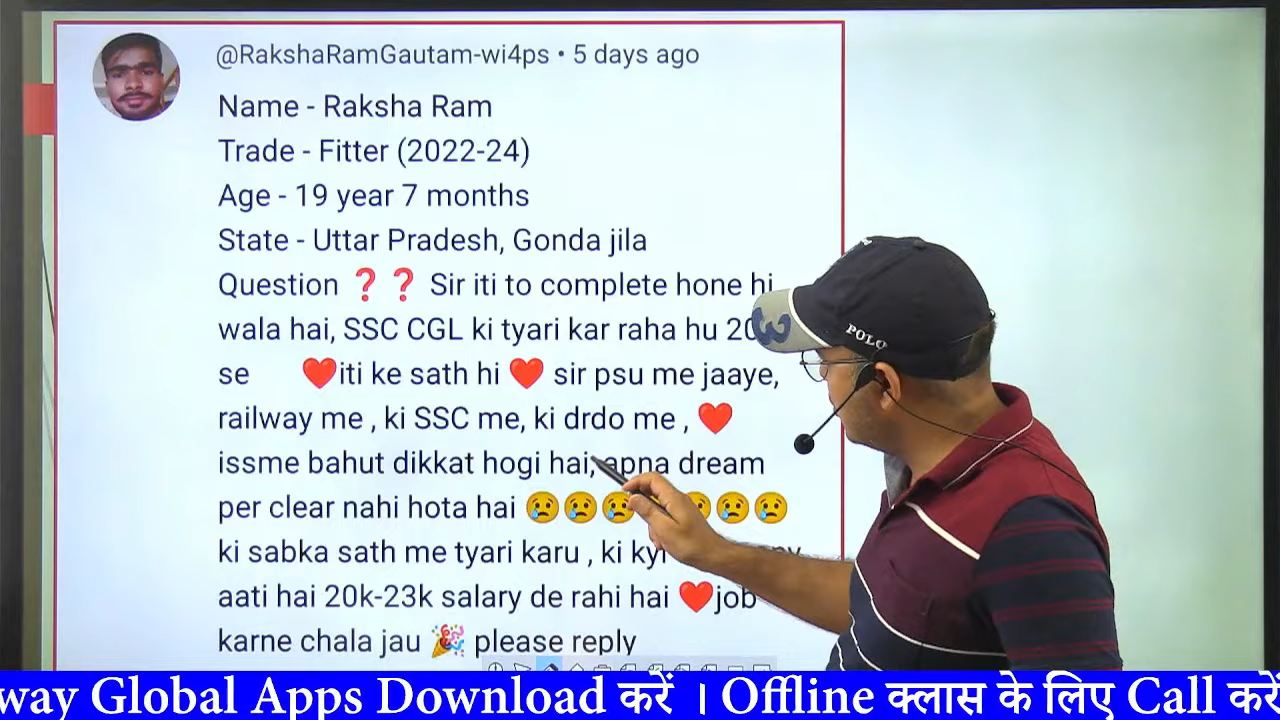 @RakshaRamGautam-wi4ps • 5 days ago
Name - Raksha Ram
Trade - Fitter (2022-24)
Age - 19 year 7 months
State - Uttar Pradesh, Gonda jila
Question ❓❓ Sir iti to complete hone hi
wala hai, SSC CGL ki tyari kar raha hu
se ❤️iti ke sath hi ❤️ sir psu me jaaye,
railway me , ki SSC me, ki drdo me , ❤️
issme bahut dikkat hogi hai, apna dream
per clear nahi hota hai 😢😢😢😢😢😢
ki sabka sath me tyari karu , ki
aati hai 20k-23k salary de rahi hai ❤️job
karne chala jau 🎉 please reply
POLO
3
way Global Apps Download करें । Offline क्लास के लिए Call करें